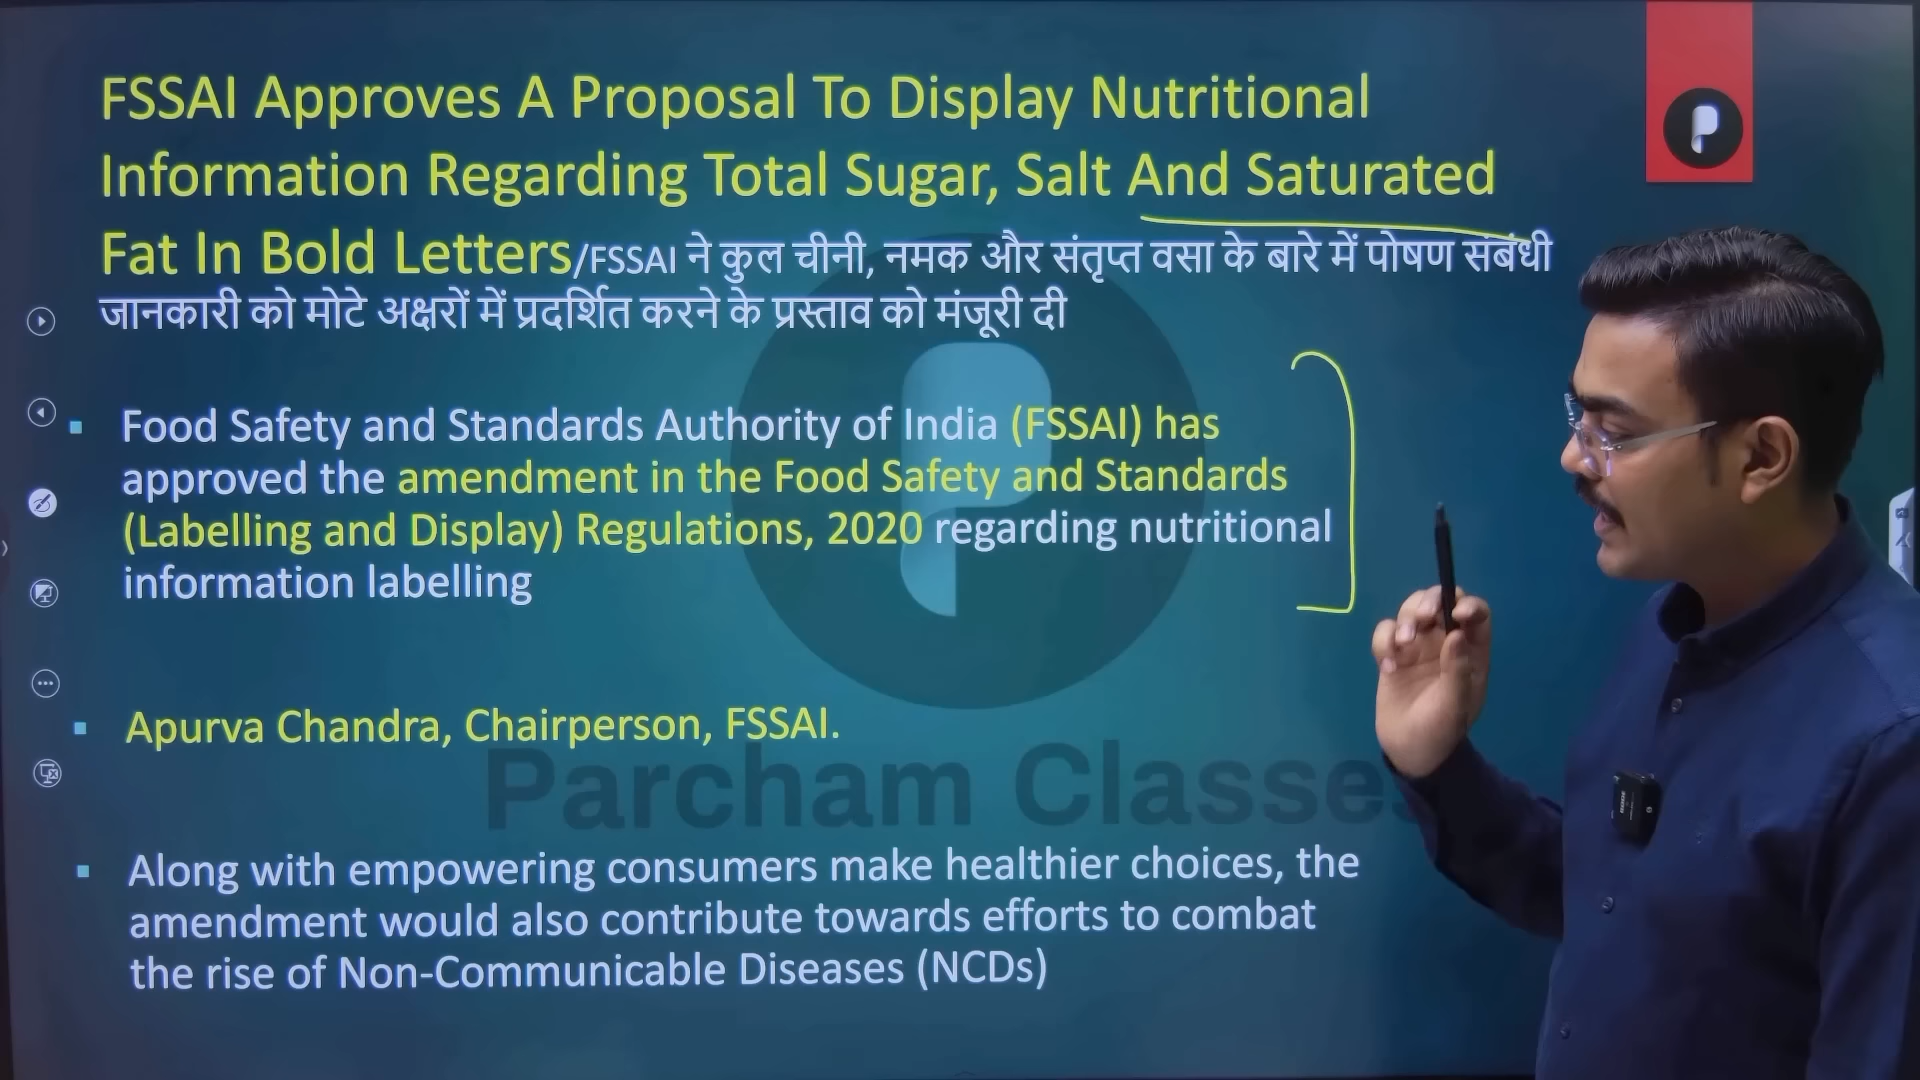 FSSAI Approves A Proposal To Display Nutritional
Information Regarding Total Sugar, Salt And Saturated
Fat In Bold Letters/FSSAI ने कुल चीनी, नमक और संतृप्त वसा के बारे में पोषण संबंधी
जानकारी को मोटे अक्षरों में प्रदर्शित करने के प्रस्ताव को मंजूरी दी
Food Safety and Standards Authority of India (FSSAI) has
approved the amendment in the Food Safety and Standards
(Labelling and Display) Regulations, 2020 regarding nutritional
information labelling
Apurva Chandra, Chairperson, FSSAI.
Parcham Classes
Along with empowering consumers make healthier choices, the
amendment would also contribute towards efforts to combat
the rise of Non-Communicable Diseases (NCDs)